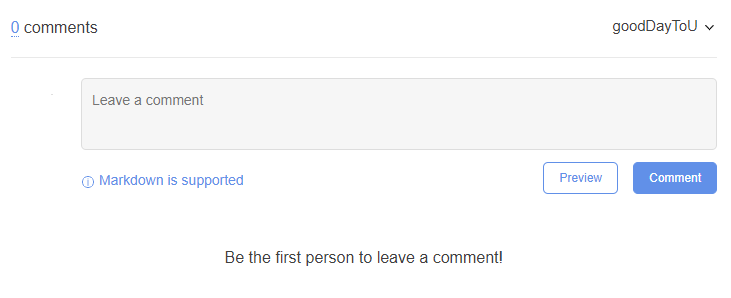 0 comments
goodDayToU
Leave a comment
Markdown is supported
Preview
Comment
Be the first person to leave a comment!